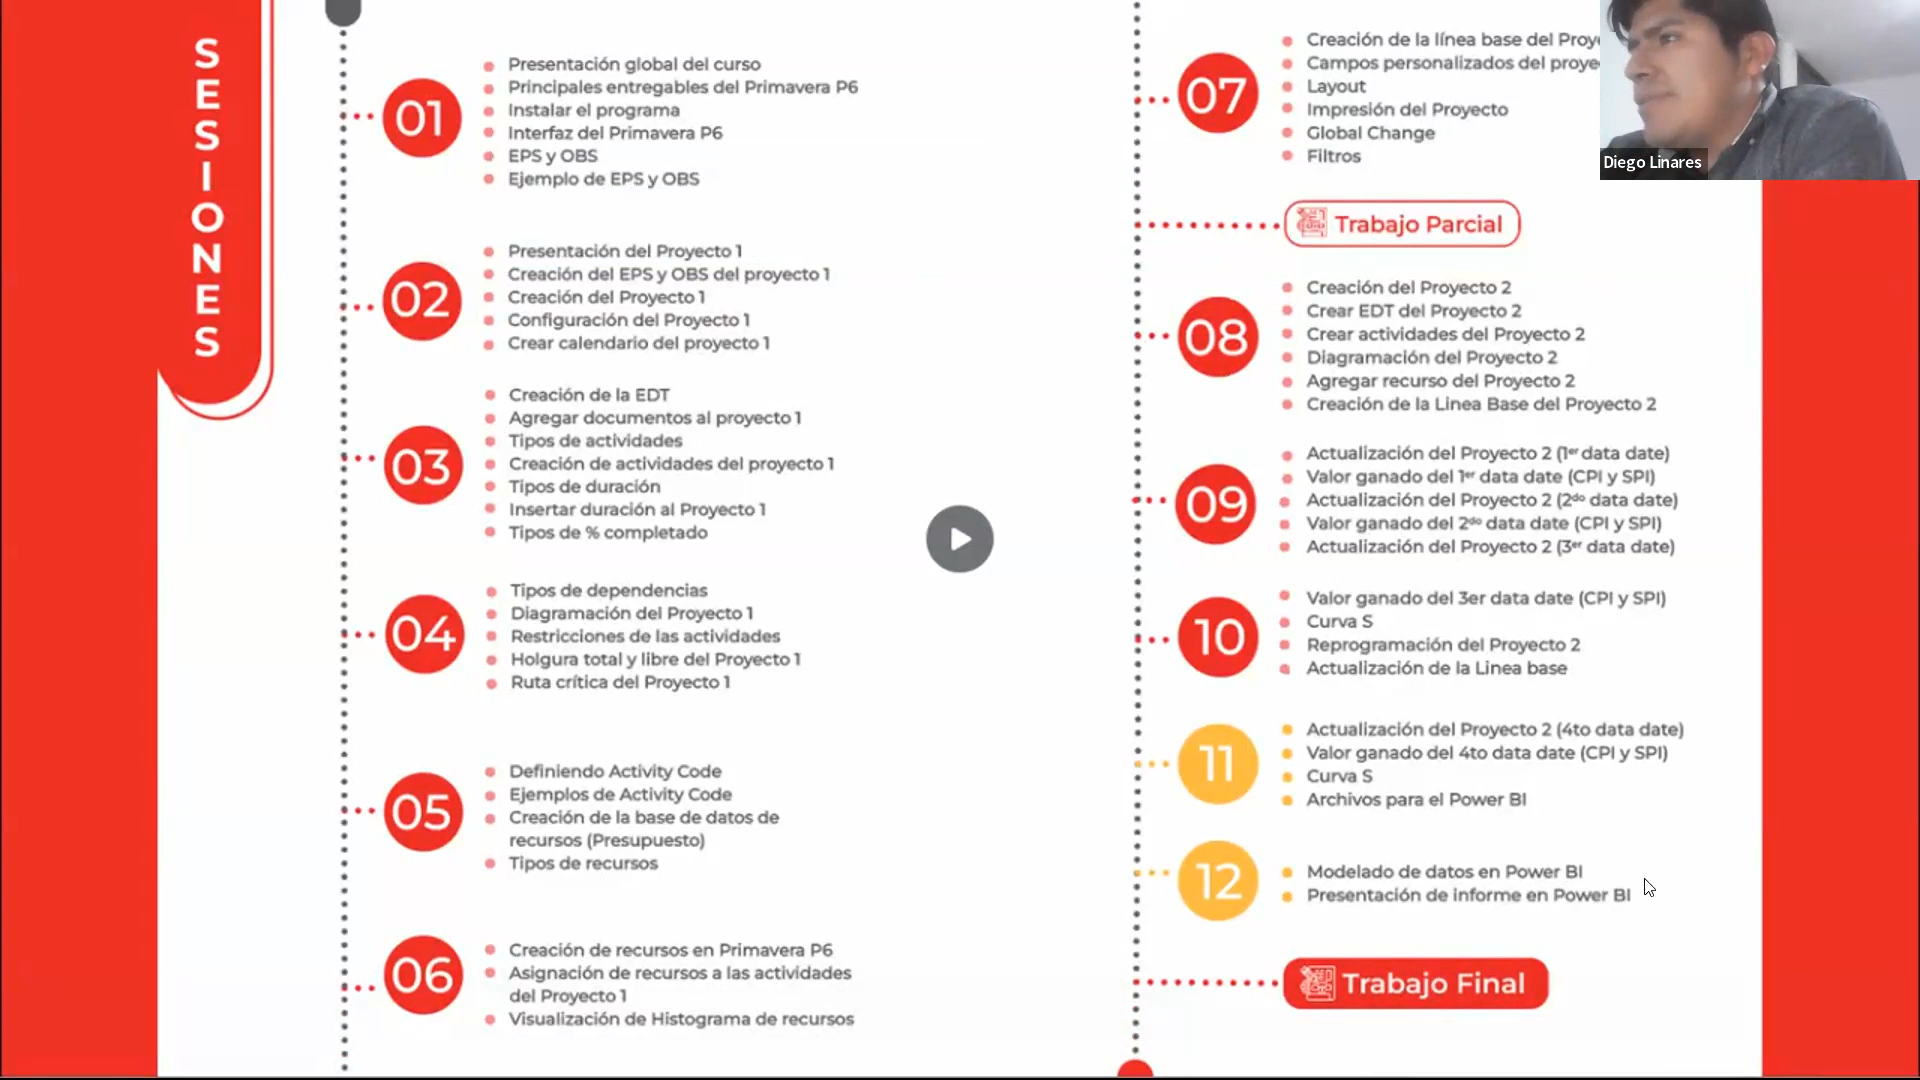 SESIONES
01
Presentación global del curso
Principales entregables del Primavera P6
Instalar el programa
Interfaz del Primavera P6
EPS y OBS
Ejemplo de EPS y OBS
02
Presentación del Proyecto 1
Creación del EPS y OBS del proyecto 1
Creación del Proyecto 1
Configuración del Proyecto 1
Crear calendario del proyecto 1
03
Creación de la EDT
Agregar documentos al proyecto 1
Tipos de actividades
Creación de actividades del proyecto 1
Tipos de duración
Insertar duración al Proyecto 1
Tipos de % completado
04
Tipos de dependencias
Diagramación del Proyecto 1
Restricciones de las actividades
Holgura total y libre del Proyecto 1
Ruta crítica del Proyecto 1
05
Definiendo Activity Code
Ejemplos de Activity Code
Creación de la base de datos de
recursos (Presupuesto)
Tipos de recursos
06
Creación de recursos en Primavera P6
Asignación de recursos a las actividades
del Proyecto 1
Visualización de Histograma de recursos
07
Creación de la línea base del
Campos personalizados del
Layout
Impresión del Proyecto
Global Change
Filtros
Diego Linares
Trabajo Parcial
08
Creación del Proyecto 2
Crear EDT del Proyecto 2
Crear actividades del Proyecto 2
Diagramación del Proyecto 2
Agregar recurso del Proyecto 2
Creación de la Linea Base del Proyecto 2
09
Actualización del Proyecto 2 (1er data date)
Valor ganado del 1er data date (CPI y SPI)
Actualización del Proyecto 2 (2do data date)
Valor ganado del 2do data date (CPI y SPI)
Actualización del Proyecto 2 (3er data date)
10
Valor ganado del 3er data date (CPI y SPI)
Curva S
Reprogramación del Proyecto 2
Actualización de la Linea base
11
Actualización del Proyecto 2 (4to data date)
Valor ganado del 4to data date (CPI y SPI)
Curva S
Archivos para el Power BI
12
Modelado de datos en Power BI
Presentación de informe en Power BI
Trabajo Final